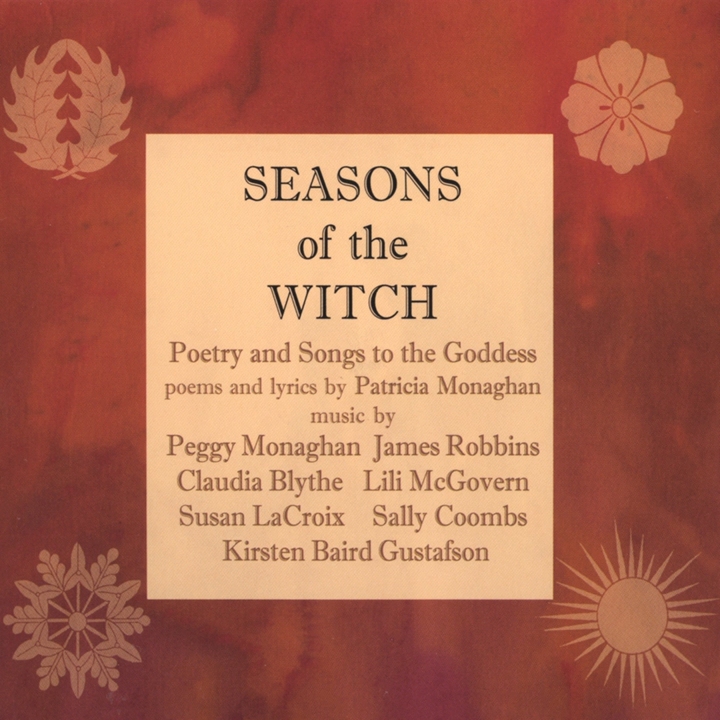 SEASONS
of the
WITCH
Poetry and Songs to the Goddess
poems and lyrics by Patricia Monaghan
music by
Peggy Monaghan James Robbins
Claudia Blythe Lili McGovern
Susan LaCroix Sally Coombs
Kirsten Baird Gustafson